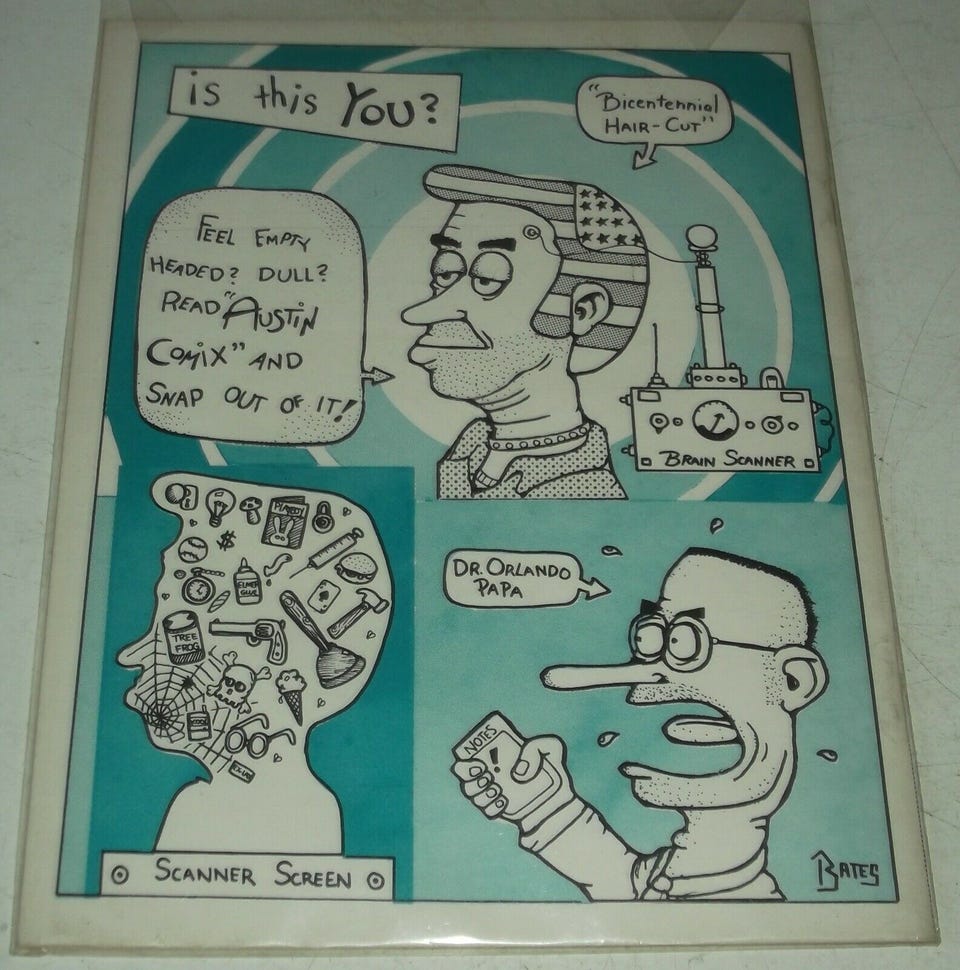 is this YOU?
"Bicentennial
HAIR-CUT"
FEEL EMPTY
HEADED? DULL?
READ "AUSTIN
COMIX" AND
SNAP OUT OF IT!
BRAIN SCANNER
$
ELMER
GLUE
TREE
FROG
KOOL
SCANNER SCREEN
DR. ORLANDO
PAPA
NOTES
!
BATES